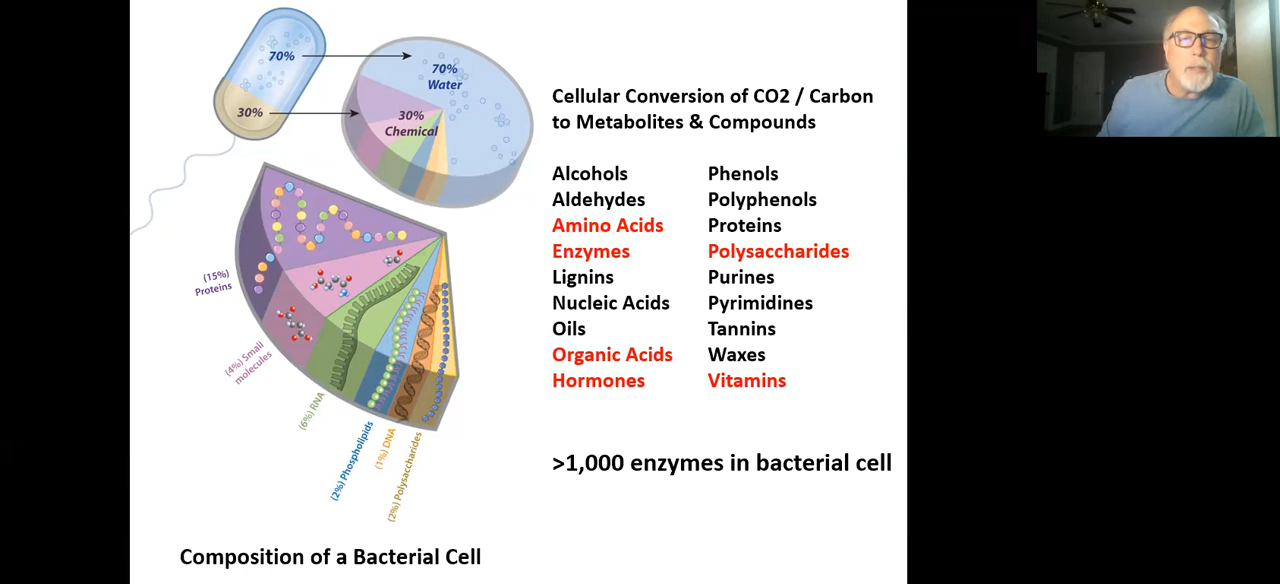 70%
30%
70%
Water
30%
Chemical
(15%)
Proteins
(4%) Small
molecules
(6%) RNA
(2%) Phospholipids
(1%) DNA
(2%) Polysaccharides
Composition of a Bacterial Cell
Cellular Conversion of CO2 / Carbon
to Metabolites & Compounds
Alcohols
Aldehydes
Amino Acids
Enzymes
Lignins
Nucleic Acids
Oils
Organic Acids
Hormones
Phenols
Polyphenols
Proteins
Polysaccharides
Purines
Pyrimidines
Tannins
Waxes
Vitamins
>1,000 enzymes in bacterial cell